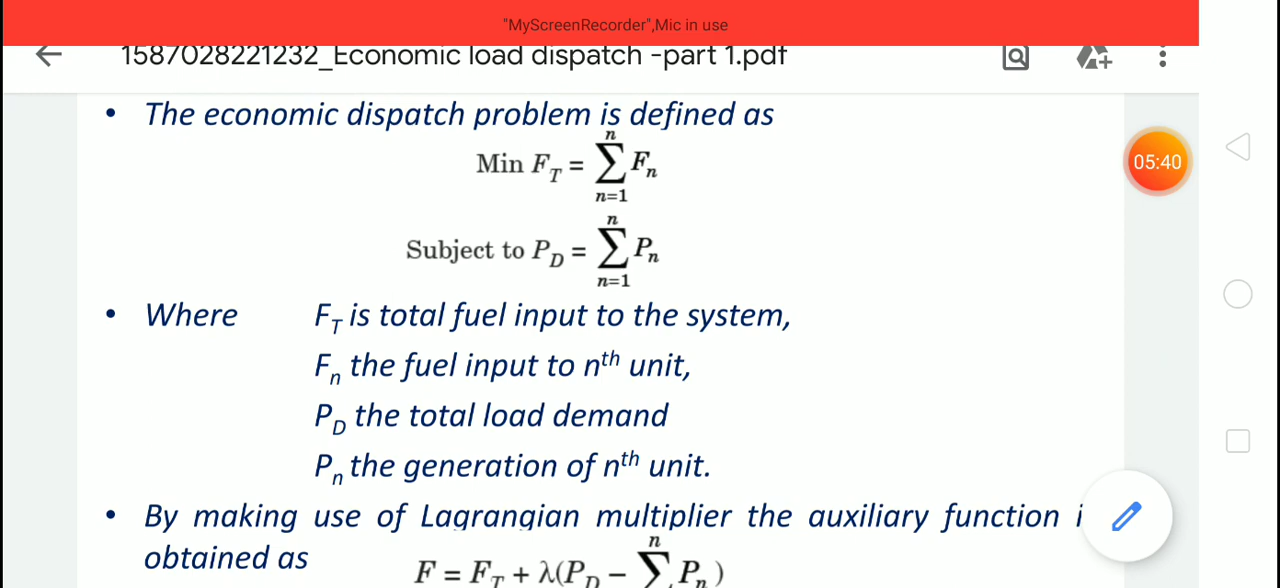 "MyScreenRecorder",Mic in use
1587028221232_Economic load dispatch -part 1.pdf
• The economic dispatch problem is defined as
n
Min F_T = ∑ F_n
n=1
n
Subject to P_D = ∑ P_n
n=1
05:40
• Where F_T is total fuel input to the system,
F_n the fuel input to n^th unit,
P_D the total load demand
P_n the generation of n^th unit.
• By making use of Lagrangian multiplier the auxiliary function i
obtained as
n
F = F_T + λ(P_D − ∑ P_n )